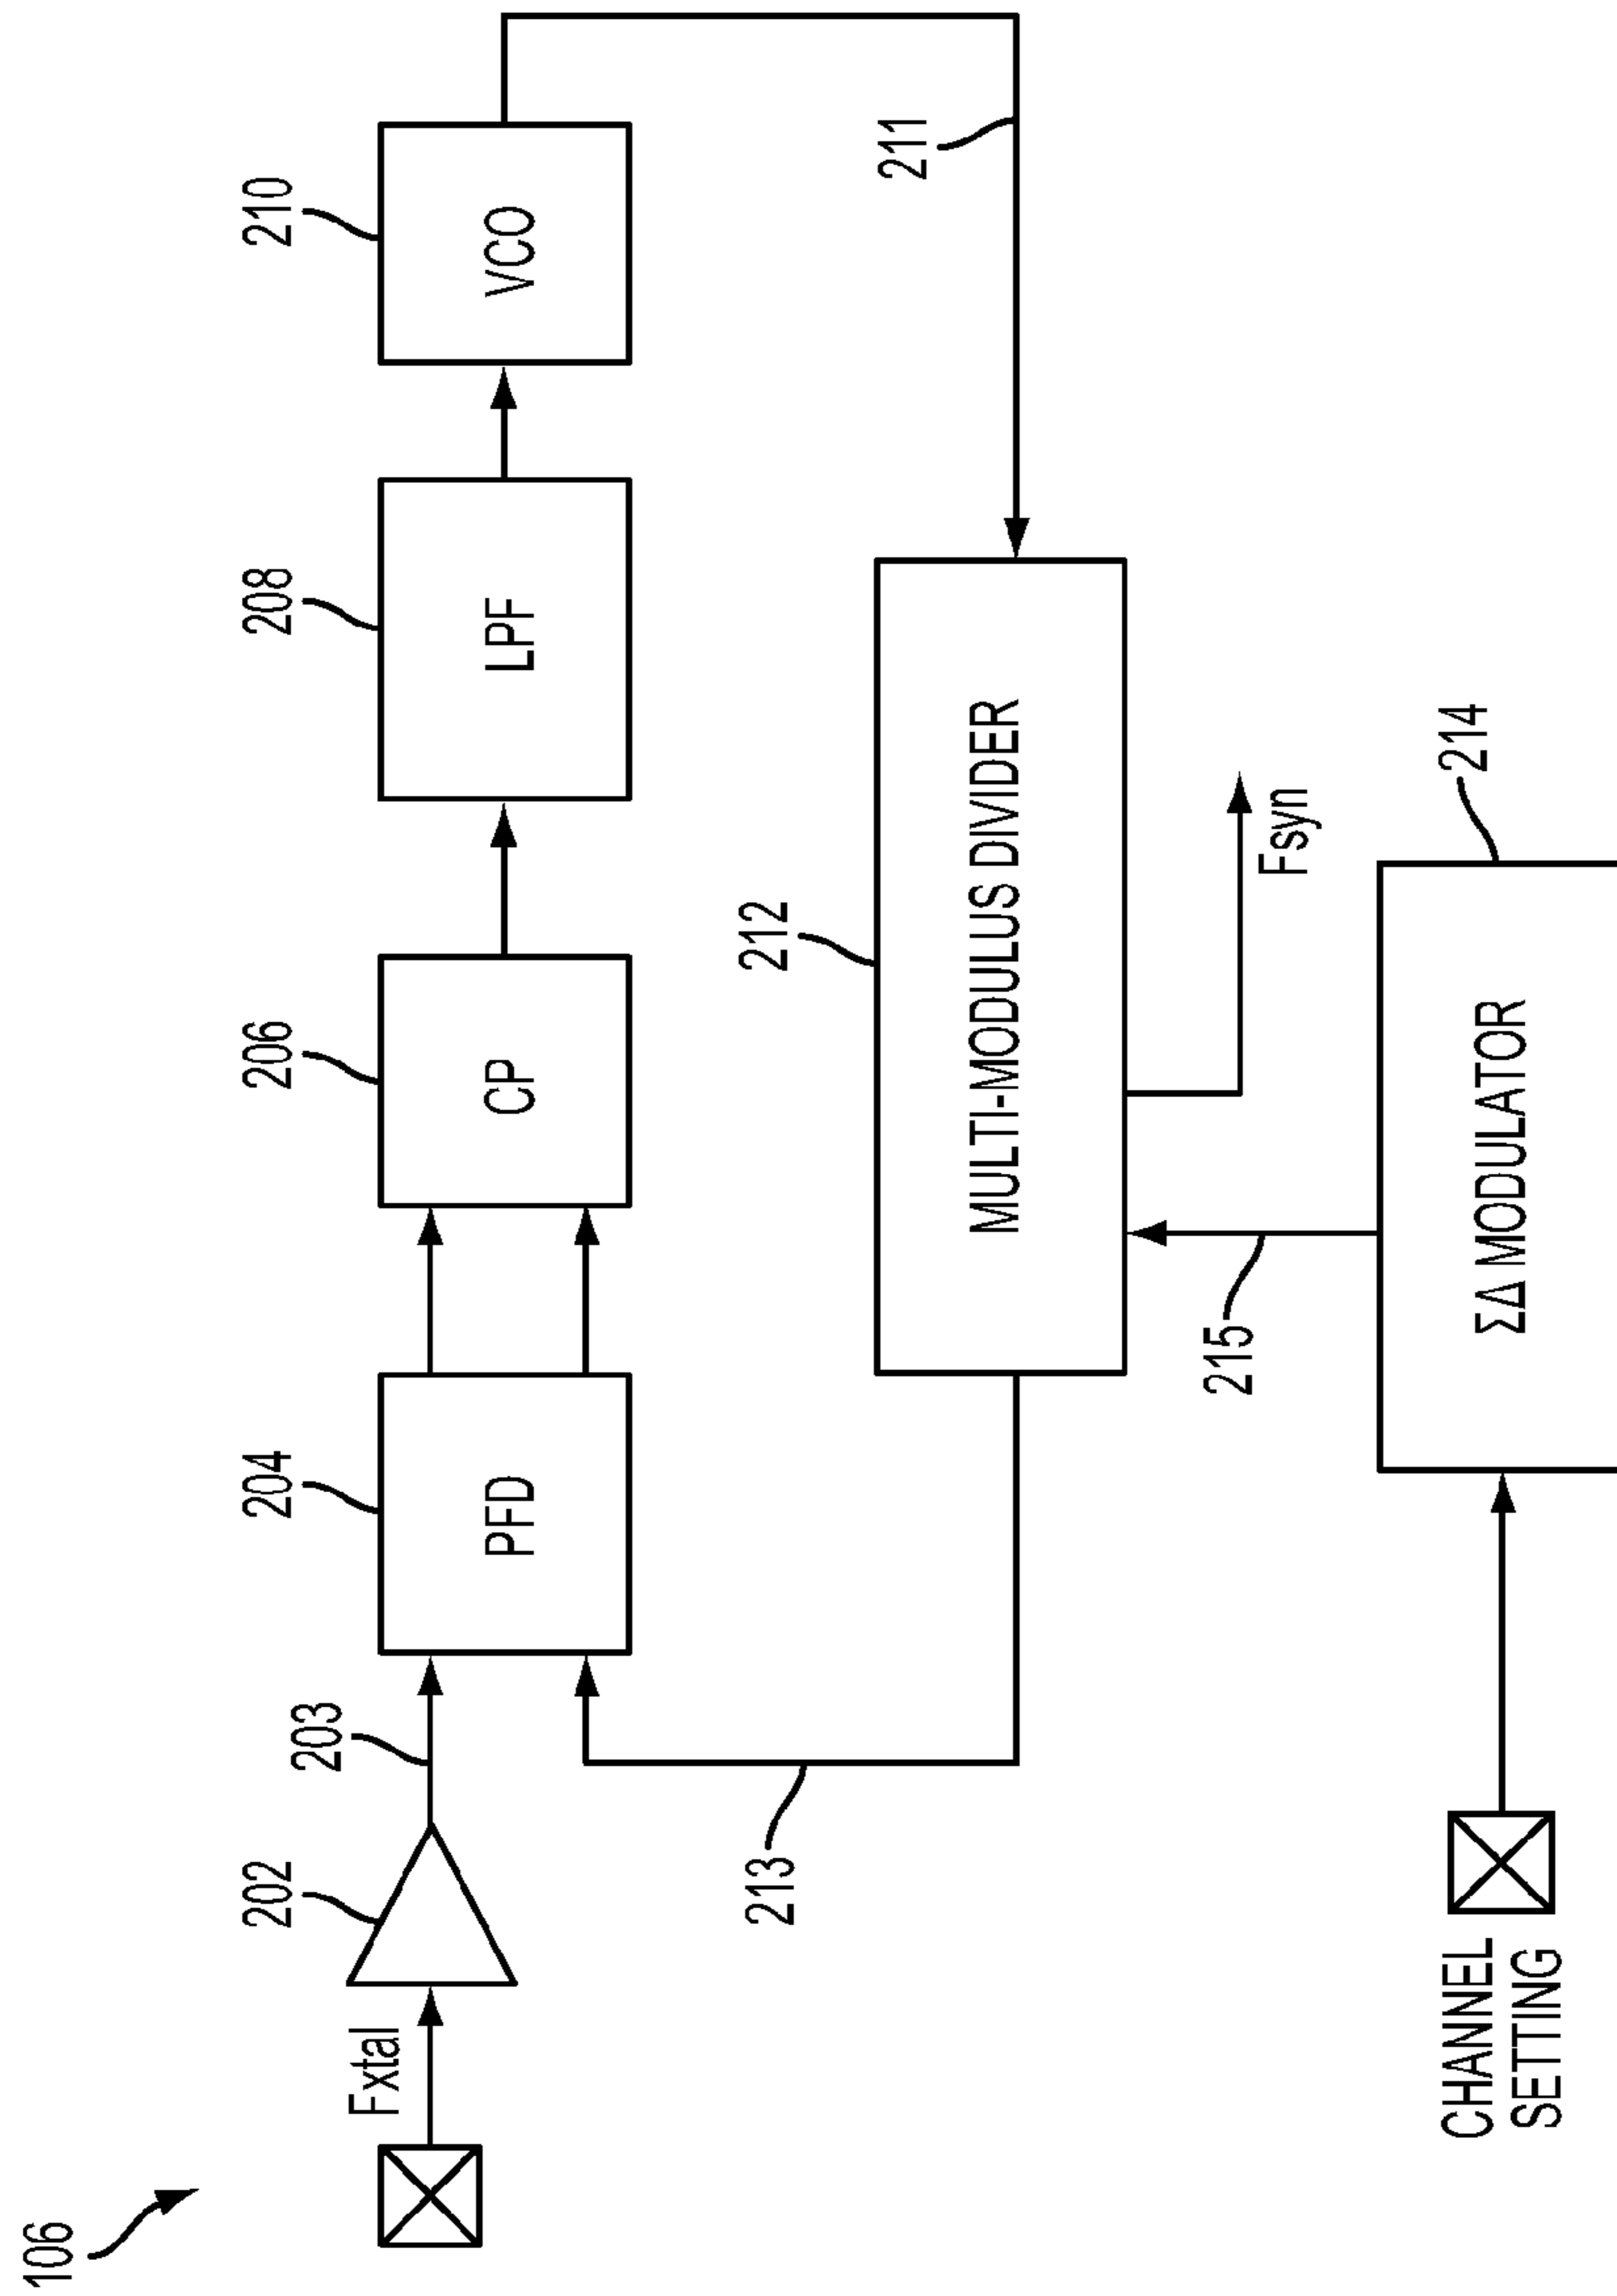 106
Fxtal
202
203
204
PFD
206
CP
208
LPF
210
VCO
211
213
212
MULTI-MODULUS DIVIDER
Fsyn
215
214
ΣΔ MODULATOR
CHANNEL
SETTING